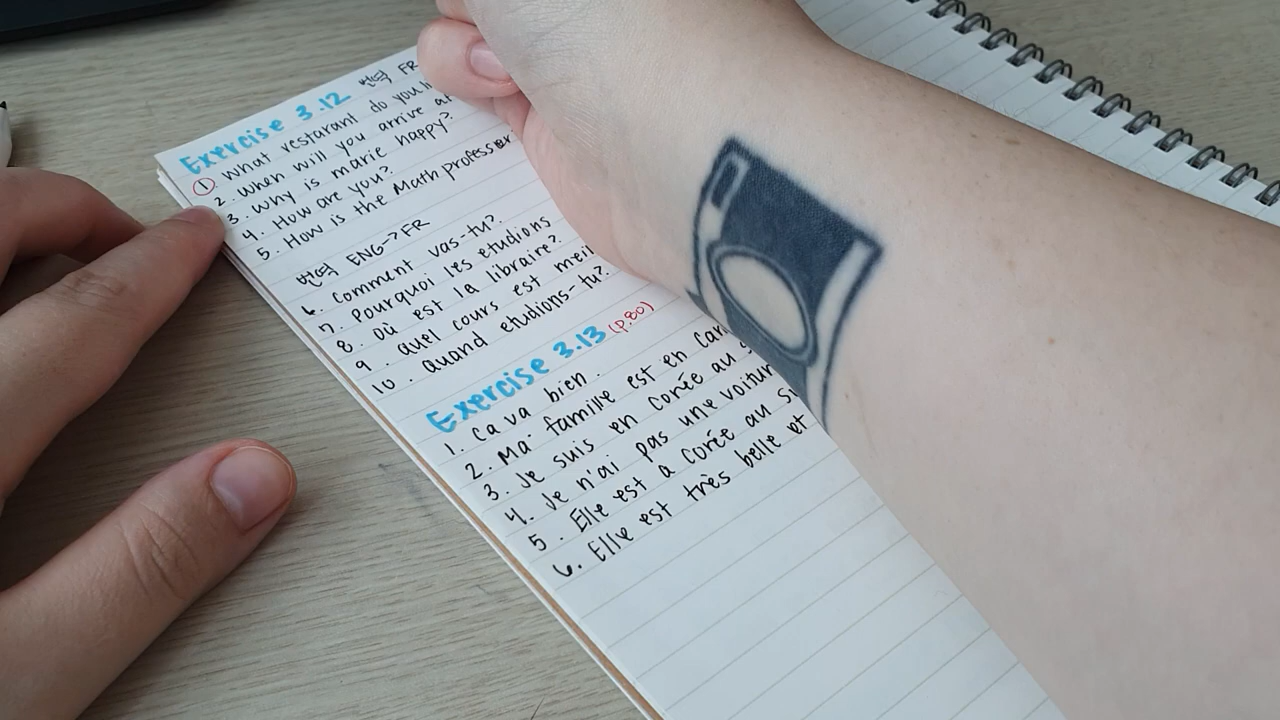 Exercise 3.12 번역 FR
① What restarant do you
2. When will you arrive
3. Why is marie happy?
4. How are you?
5. How is the Math professor
번역 ENG→FR
6. Comment vas-tu?
7. Pourquoi les etudions
8. Où est la libraire?
9. Quel cours est
10. Quand etudions-tu?
Exercise 3.13 (p.80)
1. Ca va bien.
2. Ma famille est en
3. Je suis en Corée au
4. Je n'ai pas une
5. Elle est a Corée au
6. Elle est très belle et